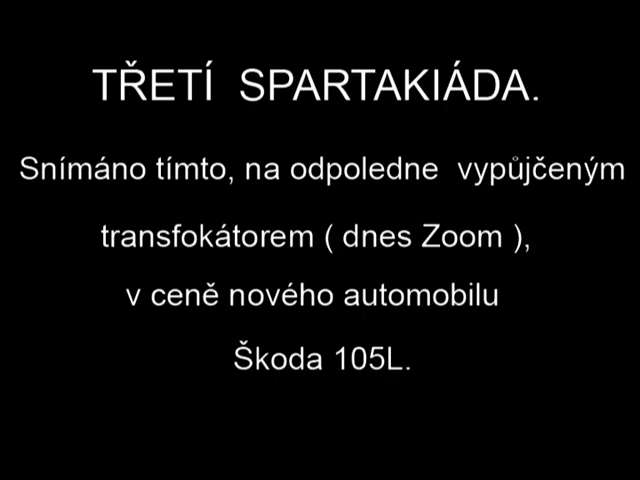 TŘETÍ SPARTAKIÁDA.
Snímáno tímto, na odpoledne vypůjčeným
transfokátorem ( dnes Zoom ),
v ceně nového automobilu
Škoda 105L.